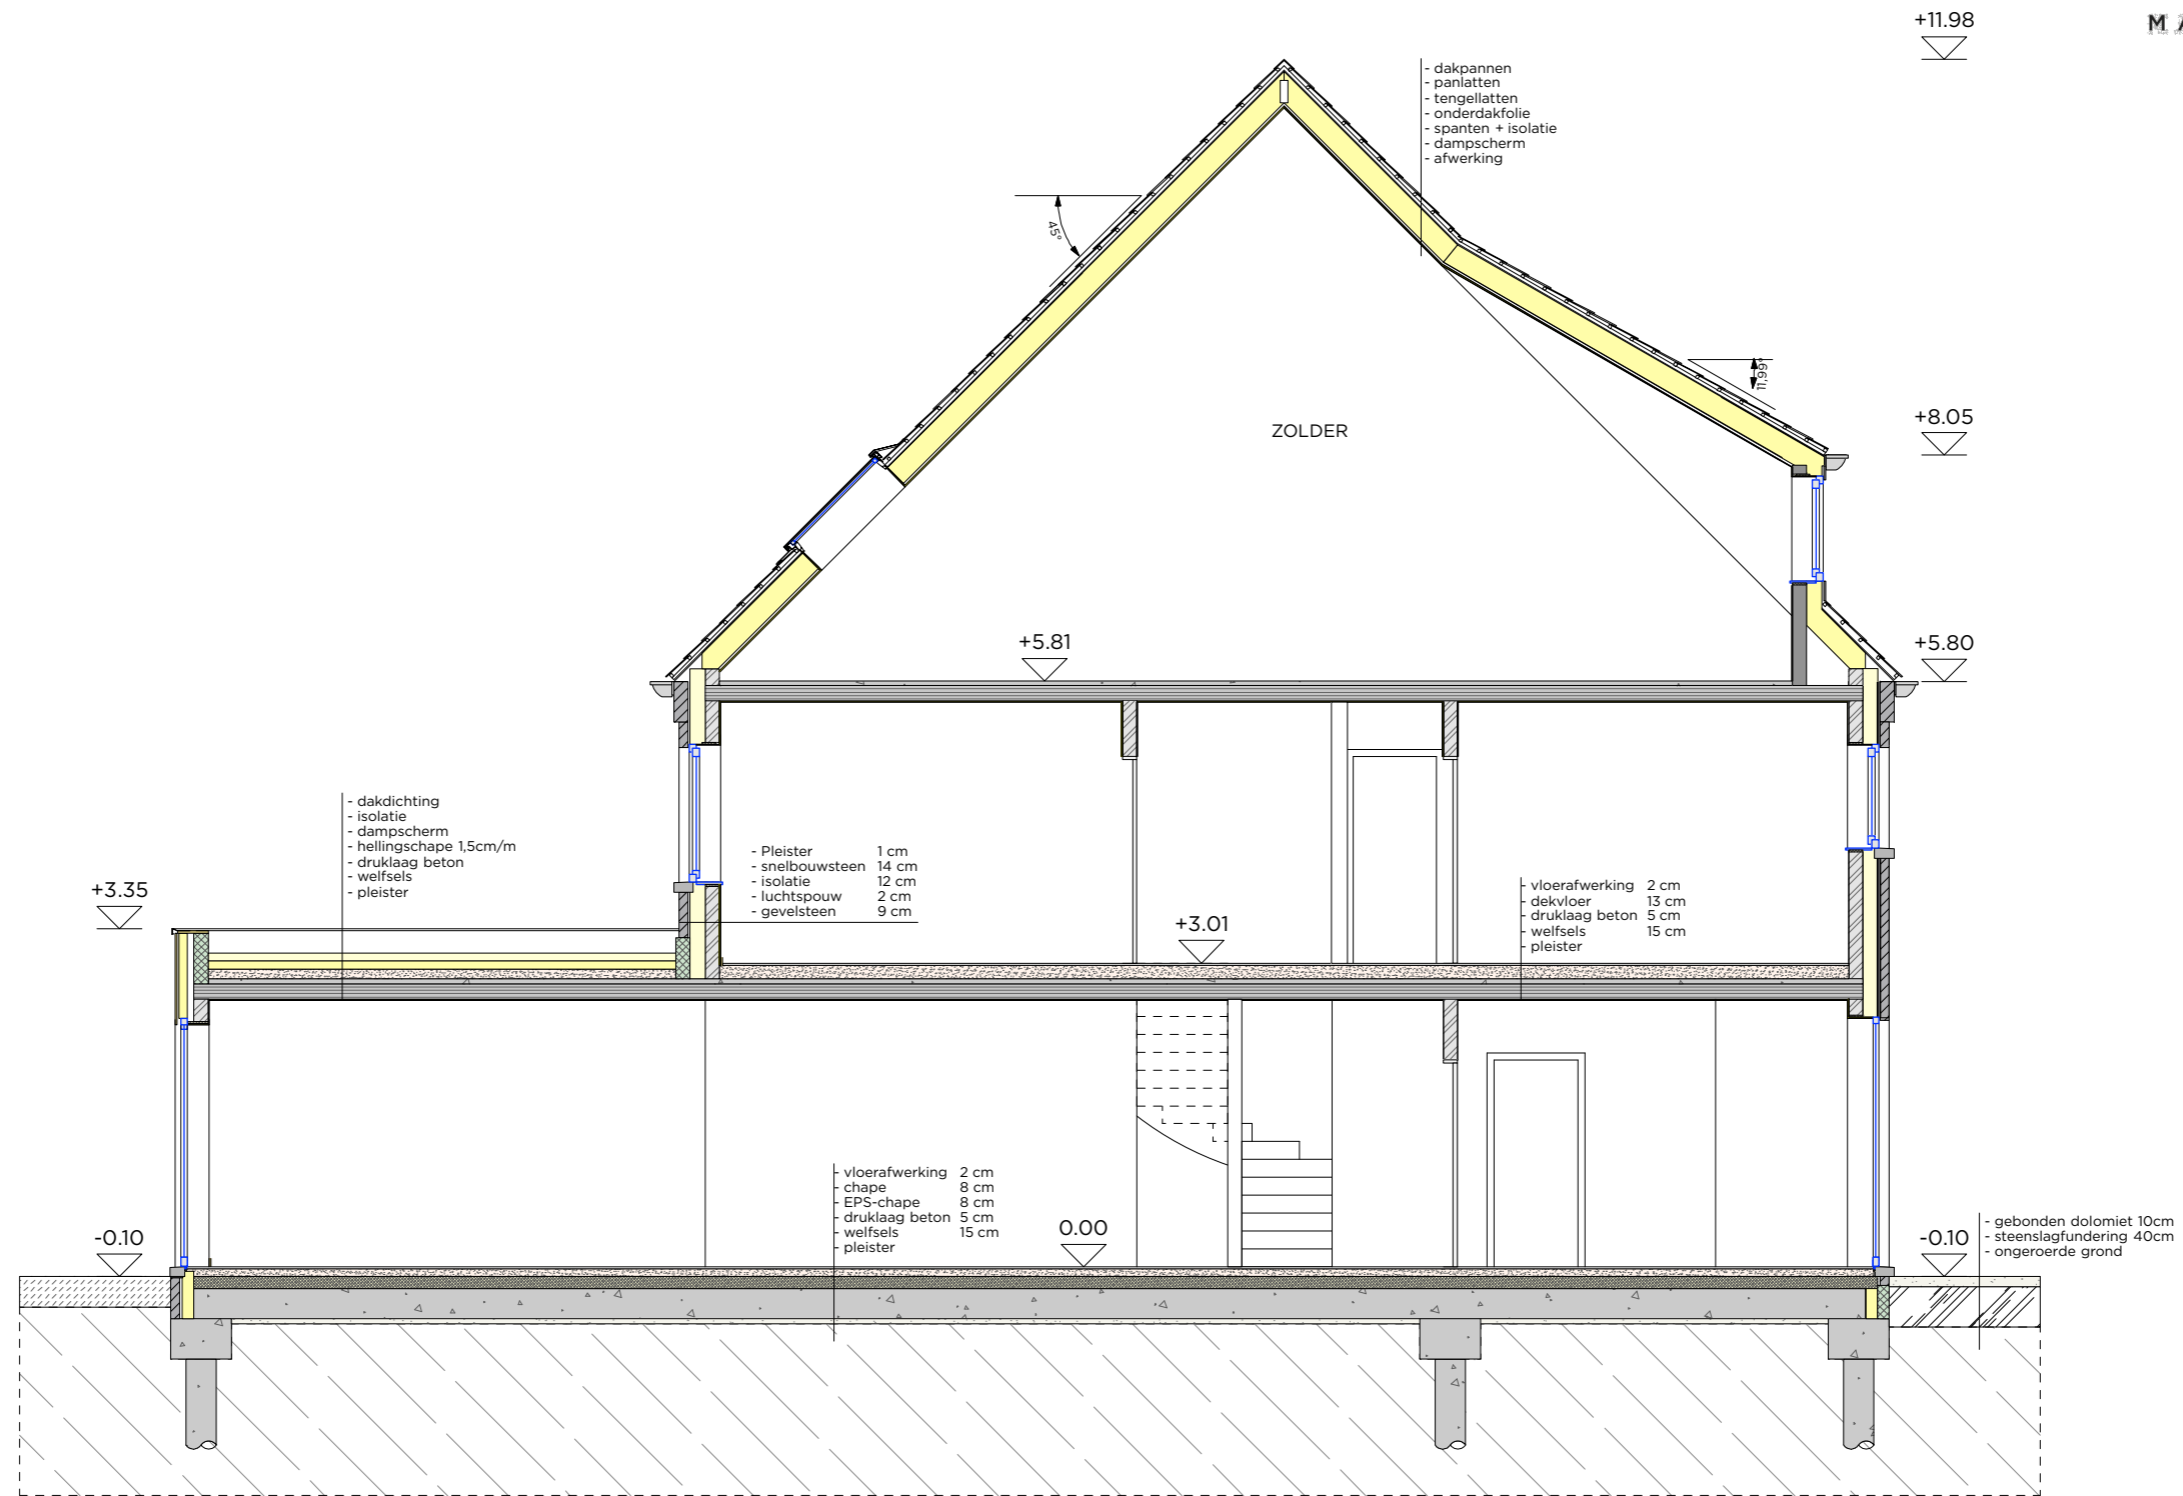 +11.98
- dakpannen
- panlatten
- tengellatten
- onderdakfolie
- spanten + isolatie
- dampscherm
- afwerking
45°
11,99°
+8.05
ZOLDER
+5.81
+5.80
- dakdichting
- isolatie
- dampscherm
- hellingschape 1,5cm/m
- druklaag beton
- welfsels
- pleister
- Pleister 1 cm
- snelbouwsteen 14 cm
- isolatie 12 cm
- luchtspouw 2 cm
- gevelsteen 9 cm
- vloerafwerking 2 cm
- dekvloer 13 cm
- druklaag beton 5 cm
- welfsels 15 cm
- pleister
+3.35
+3.01
- vloerafwerking 2 cm
- chape 8 cm
- EPS-chape 8 cm
- druklaag beton 5 cm
- welfsels 15 cm
- pleister
-0.10
0.00
-0.10
- gebonden dolomiet 10cm
- steenslagfundering 40cm
- ongeroerde grond